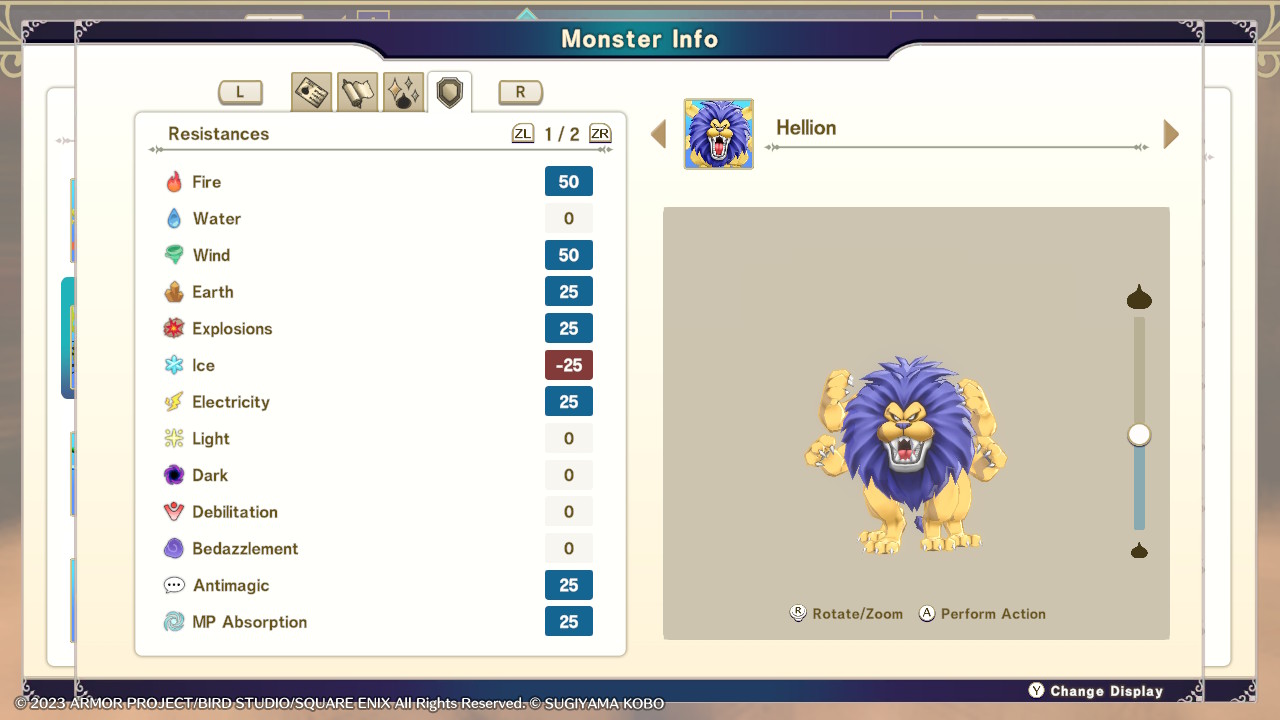 Monster Info
L R
Resistances ZL 1 / 2 ZR
Hellion
Fire 50
Water 0
Wind 50
Earth 25
Explosions 25
Ice -25
Electricity 25
Light 0
Dark 0
Debilitation 0
Bedazzlement 0
Antimagic 25
MP Absorption 25
R Rotate/Zoom A Perform Action
Y Change Display
© 2023 ARMOR PROJECT/BIRD STUDIO/SQUARE ENIX All Rights Reserved. © SUGIYAMA KOBO